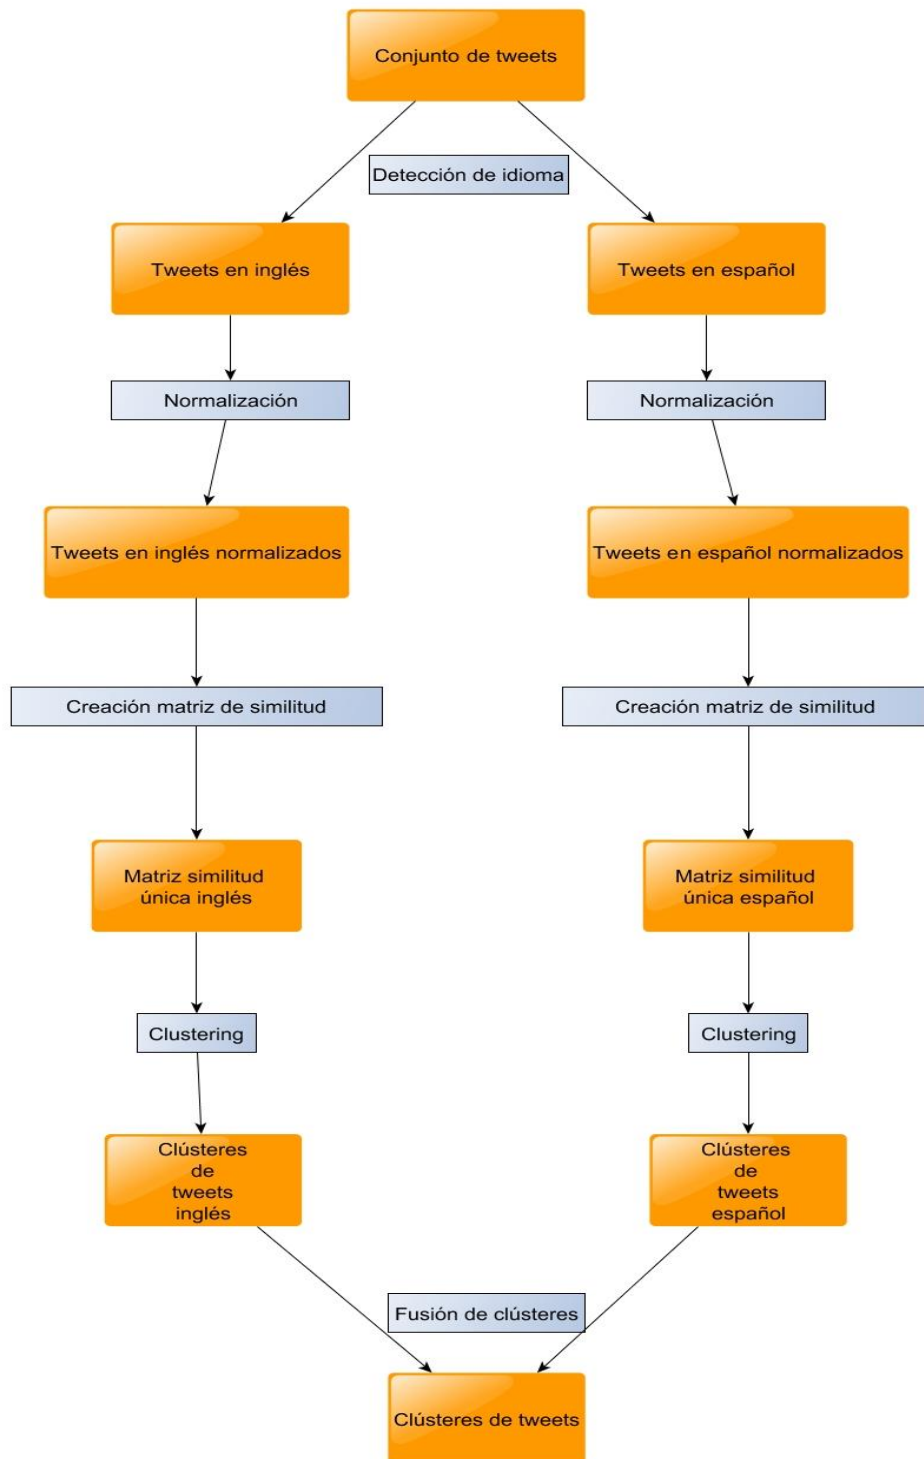 Conjunto de tweets
Detección de idioma
Tweets en inglés
Tweets en español
Normalización
Normalización
Tweets en inglés normalizados
Tweets en español normalizados
Creación matriz de similitud
Creación matriz de similitud
Matriz similitud
única inglés
Matriz similitud
única español
Clustering
Clustering
Clústeres
de
tweets
inglés
Clústeres
de
tweets
español
Fusión de clústeres
Clústeres de tweets